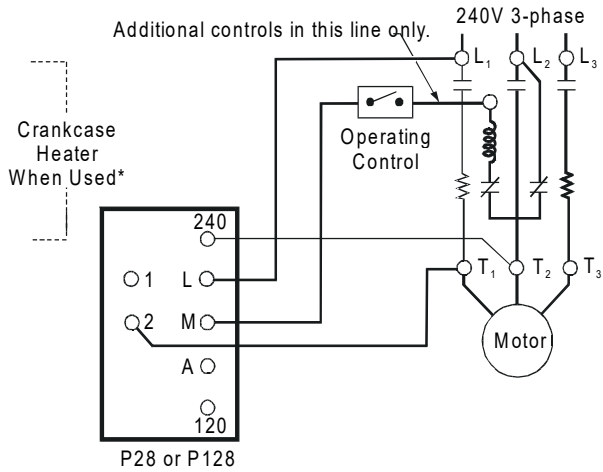 240V 3-phase
Additional controls in this line only.
L1
L2
L3
Crankcase
Heater
When Used*
Operating
Control
240
1
L
2
M
A
120
T1
T2
T3
Motor
P28 or P128